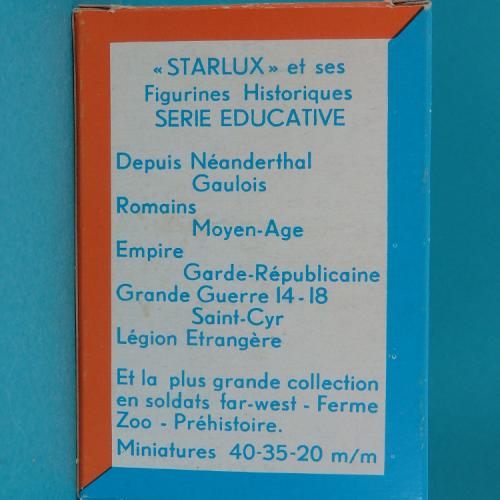 « STARLUX » et ses
Figurines Historiques
SERIE EDUCATIVE
Depuis Néanderthal
Gaulois
Romains
Moyen-Age
Empire
Garde-Républicaine
Grande Guerre 14-18
Saint-Cyr
Légion Etrangère
Et la plus grande collection
en soldats far-west - Ferme
Zoo - Préhistoire.
Miniatures 40-35-20 m/m